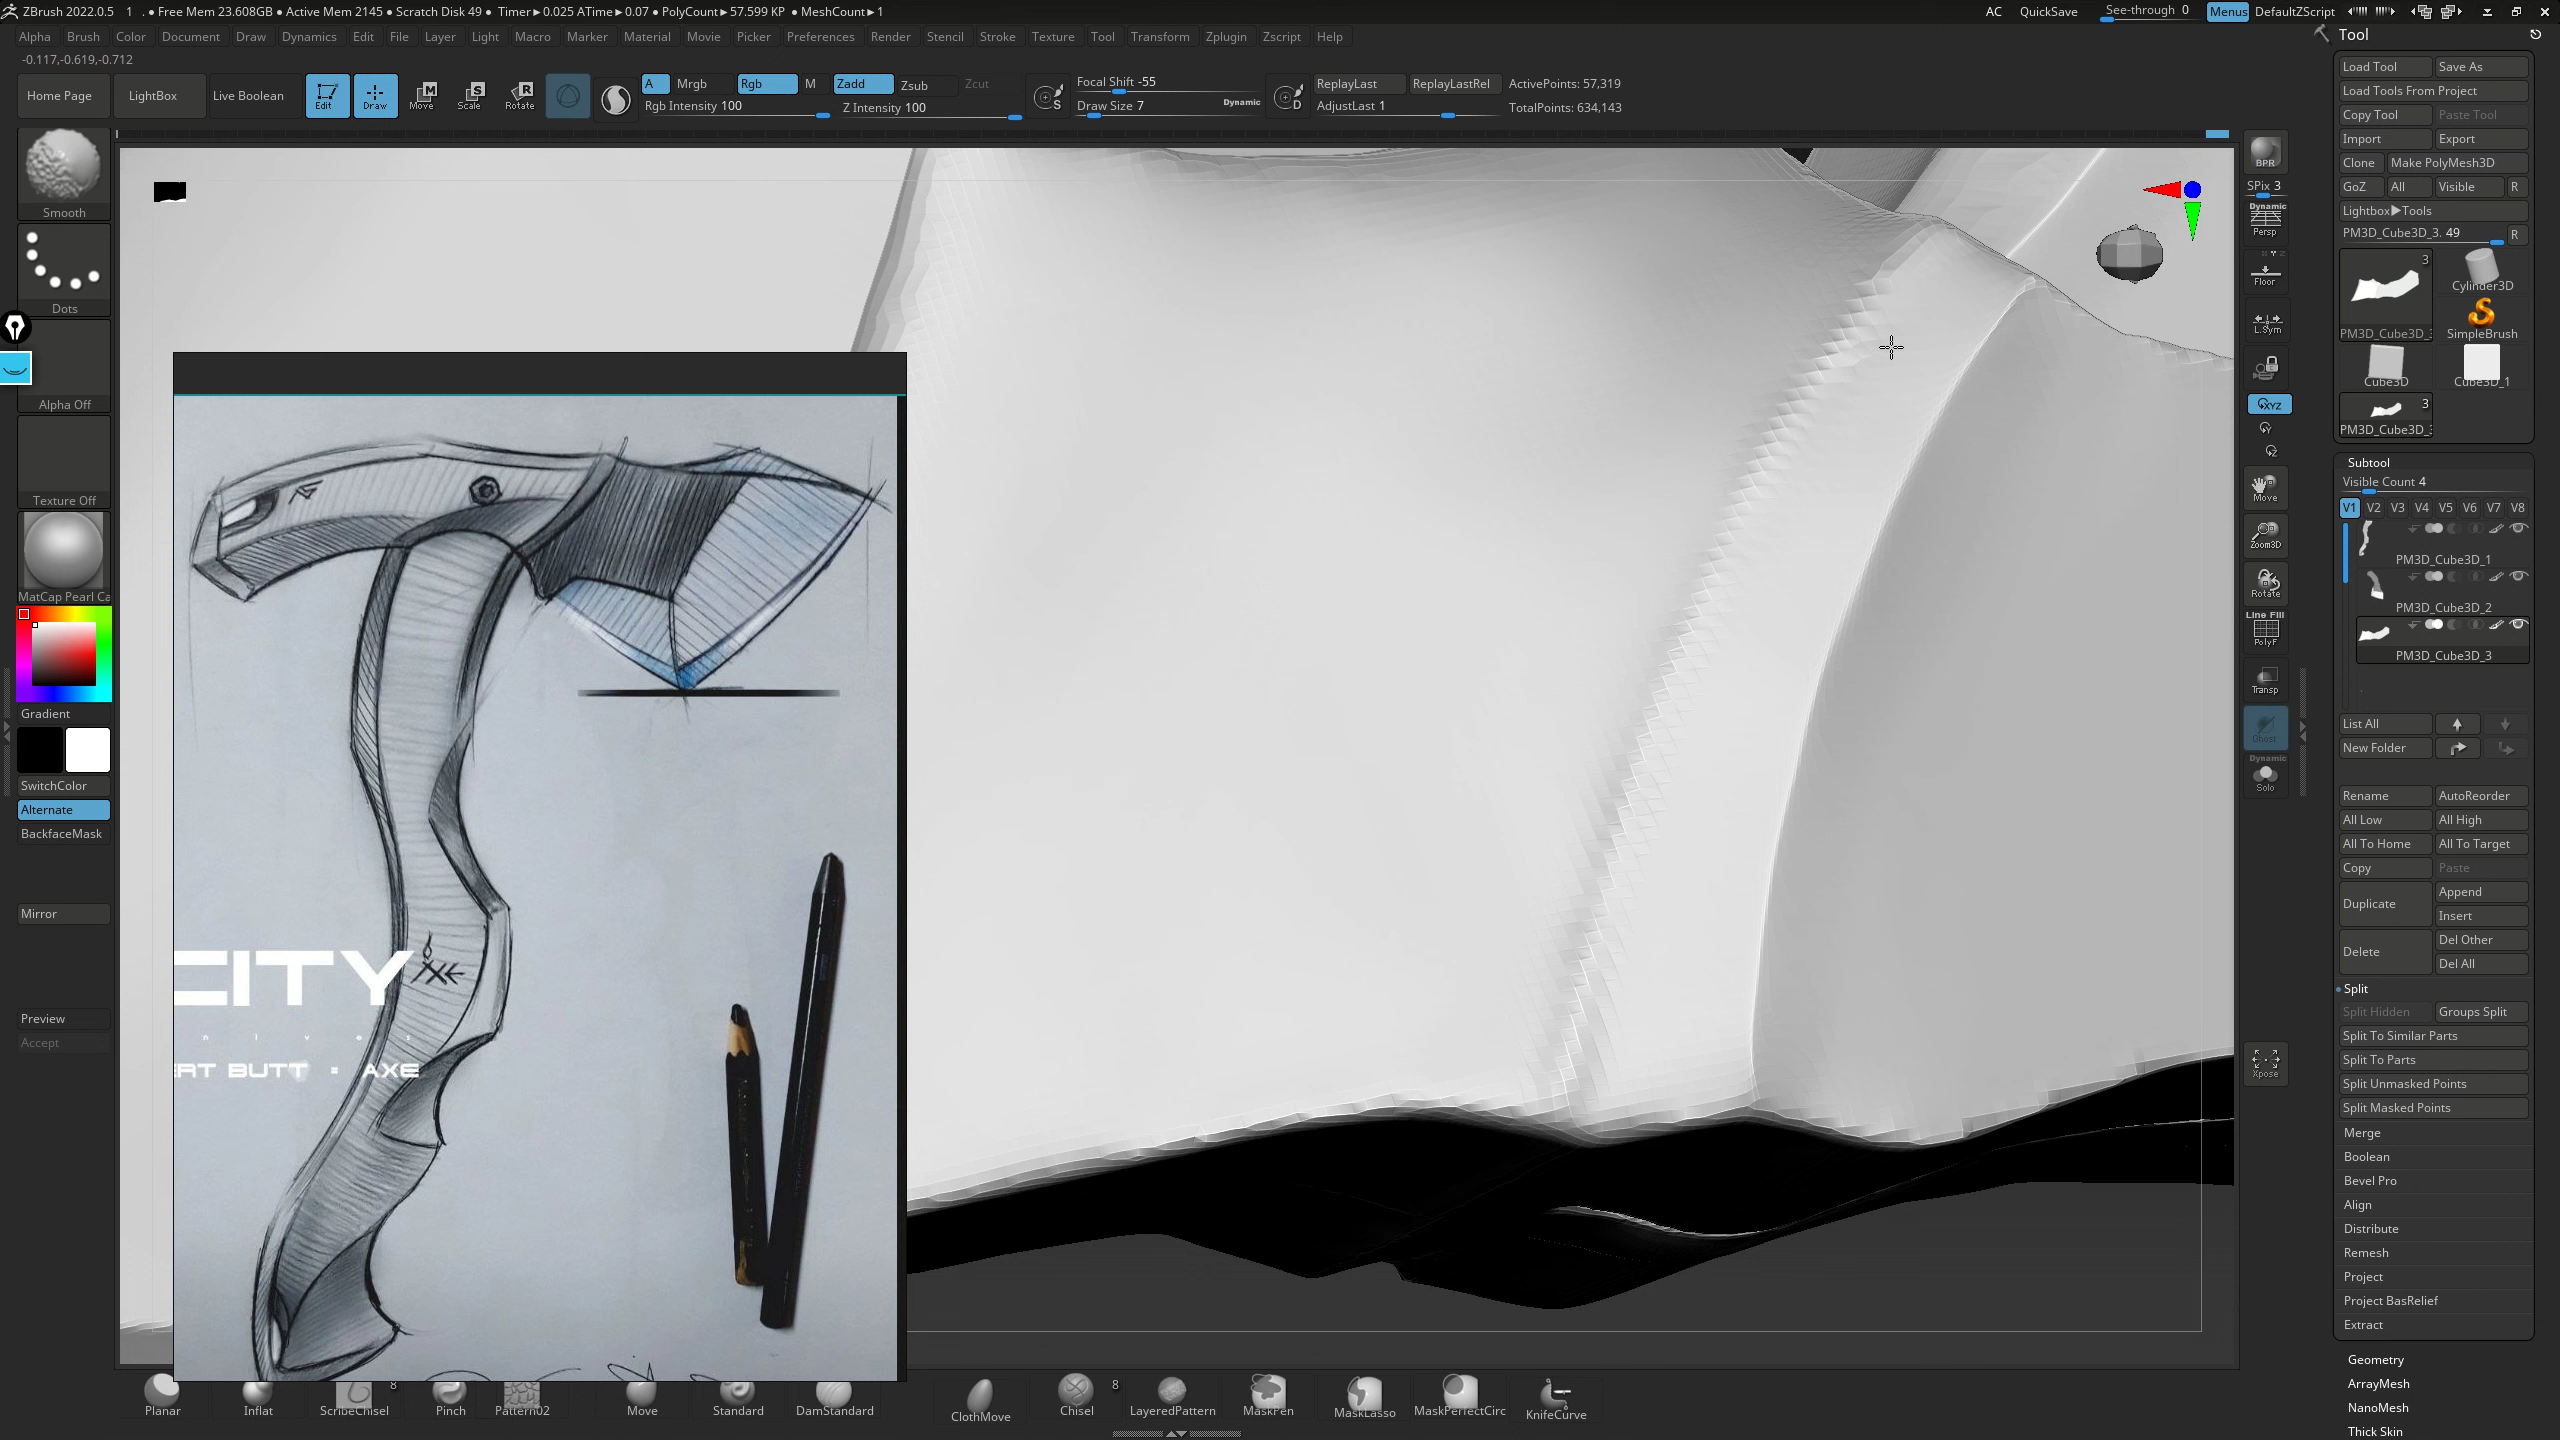 ZBrush 2022.0.5 1 . ● Free Mem 23.608GB ● Active Mem 2145 ● Scratch Disk 49 ● Timer►0.025 ATime►0.07 ● PolyCount►57.599 KP ● MeshCount►1
AC QuickSave See-through 0 Menus DefaultZScript
Alpha Brush Color Document Draw Dynamics Edit File Layer Light Macro Marker Material Movie Picker Preferences Render Stencil Stroke Texture Tool Transform Zplugin Zscript Help
-0.117,-0.619,-0.712
Home Page LightBox Live Boolean Edit Draw Move Scale Rotate
A Mrgb Rgb M Zadd Zsub Zcut
Rgb Intensity 100 Z Intensity 100
Focal Shift -55
Draw Size 7 Dynamic
ReplayLast ReplayLastRel ActivePoints: 57,319
AdjustLast 1 TotalPoints: 634,143
Smooth
Dots
Alpha Off
Texture Off
MatCap Pearl Ca
Gradient
SwitchColor
Alternate
BackfaceMask
Mirror
Preview
Accept
CITY
AXE
n i v e s
ERT BUTT : AXE
Planar Inflat ScribeChisel 8 Pinch Pattern02 Move Standard DamStandard ClothMove Chisel 8 LayeredPattern MaskPen MaskLasso MaskPerfectCirc KnifeCurve
BPR
SPix 3
Dynamic
Persp
Floor
L.Sym
XYZ
Y
Z
Move
Zoom3D
Rotate
Line Fill
PolyF
Transp
Ghost
Dynamic
Solo
Xpose
Tool
Load Tool Save As
Load Tools From Project
Copy Tool Paste Tool
Import Export
Clone Make PolyMesh3D
GoZ All Visible R
Lightbox►Tools
PM3D_Cube3D_3. 49 R
3
Cylinder3D
PM3D_Cube3D_3 SimpleBrush
Cube3D Cube3D_1
3
PM3D_Cube3D_3
Subtool
Visible Count 4
V1 V2 V3 V4 V5 V6 V7 V8
PM3D_Cube3D_1
PM3D_Cube3D_2
PM3D_Cube3D_3
List All
New Folder
Rename AutoReorder
All Low All High
All To Home All To Target
Copy Paste
Duplicate Append
Insert
Delete Del Other
Del All
Split
Split Hidden Groups Split
Split To Similar Parts
Split To Parts
Split Unmasked Points
Split Masked Points
Merge
Boolean
Bevel Pro
Align
Distribute
Remesh
Project
Project BasRelief
Extract
Geometry
ArrayMesh
NanoMesh
Thick Skin